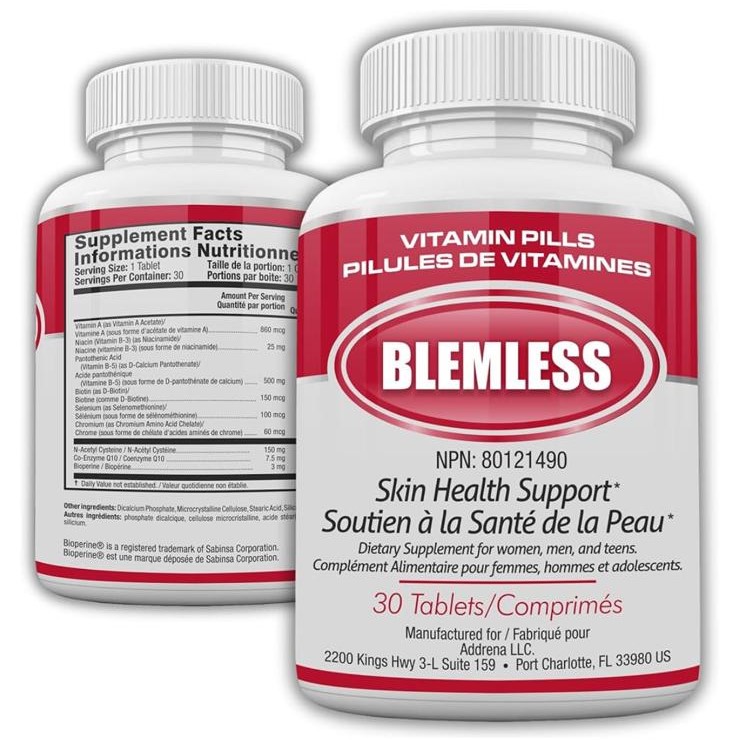 Supplement Facts
Informations Nutritionne
Serving Size: 1 Tablet Taille de la portion: 1
Servings Per Container: 30 Portions par boite: 30
Amount Per Serving
Quantité par portion
Vitamin A (as Vitamin A Acetate)/
Vitamine A (sous forme d'acétate de vitamine A) 860 mcg
Niacin (Vitamin B-3) (as Niacinamide)/
Niacine (vitamine B-3) (sous forme de niacinamide) 25 mg
Pantothenic Acid
(Vitamin B-5) (as D-Calcium Pantothenate)/
Acide pantothénique
(Vitamine B-5) (sous forme de D-pantothénate de calcium) 500 mg
Biotin (as D-Biotin)/
Biotine (comme D-Biotine) 150 mcg
Selenium (as Selenomethionine)/
Sélénium (sous forme de sélénométhionine) 100 mcg
Chromium (as Chromium Amino Acid Chelate)/
Chrome (sous forme de chélate d'acides aminés de chrome) 60 mcg
N-Acetyl Cysteine / N-Acétyl Cystéine 150 mg
Co-Enzyme Q10 / Coenzyme Q10 7.5 mg
Bioperine / Biopérine 3 mg
† Daily Value not established. / Valeur quotidienne non établie.
Other ingredients: Dicalcium Phosphate, Microcrystalline Cellulose, Stearic Acid,
Autres ingrédients: phosphate dicalcique, cellulose microcristalline, acide
silicium.
Bioperine® is a registered trademark of Sabinsa Corporation.
Bioperine® est une marque déposée de Sabinsa Corporation.
VITAMIN PILLS
PILULES DE VITAMINES
BLEMLESS
NPN: 80121490
Skin Health Support*
Soutien à la Santé de la Peau*
Dietary Supplement for women, men, and teens.
Complément Alimentaire pour femmes, hommes et adolescents.
30 Tablets/Comprimés
Manufactured for / Fabriqué pour
Addrena LLC.
2200 Kings Hwy 3-L Suite 159 • Port Charlotte, FL 33980 US